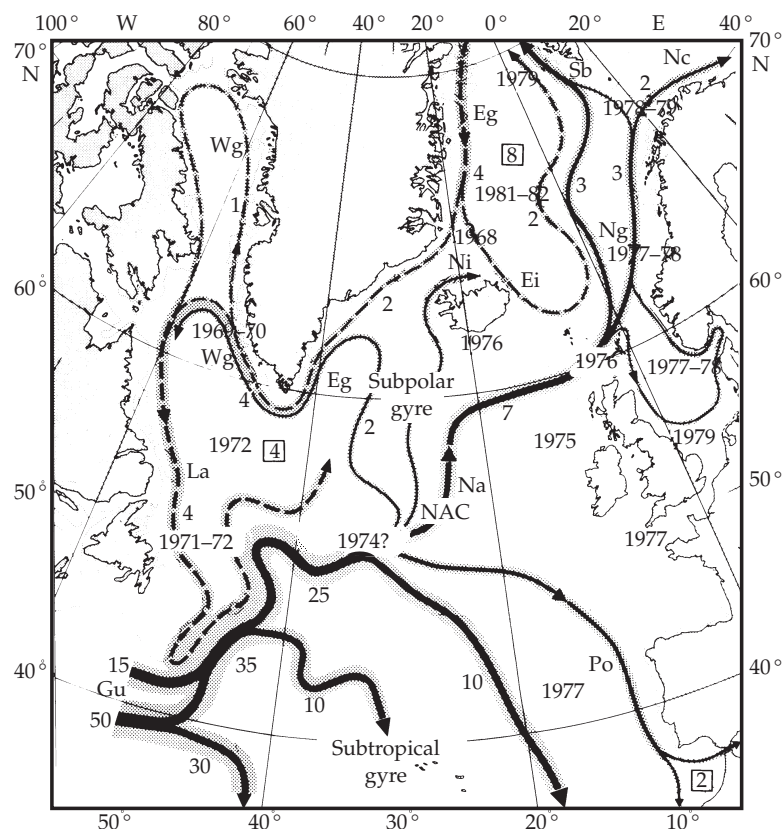 100° W 80° 60° 40° 20° 0° 20° E 40°
70° N
70° N
1979
Sb
Nc
2
1978–79
Wg
Eg
8
4
1981–82
3
3
1
2
1968
Ng
1977–78
60°
60°
Ni
Ei
2
1969–70
1976
Wg
1976
1977–78
Eg
Subpolar
gyre
4
7
2
1972
4
1975
1979
La
50°
50°
Na
4
NAC
1971–72
1974?
1977
25
40°
40°
15
35
Po
Gu
10
10
1977
50
Subtropical
gyre
30
2
50° 40° 30° 20° 10°